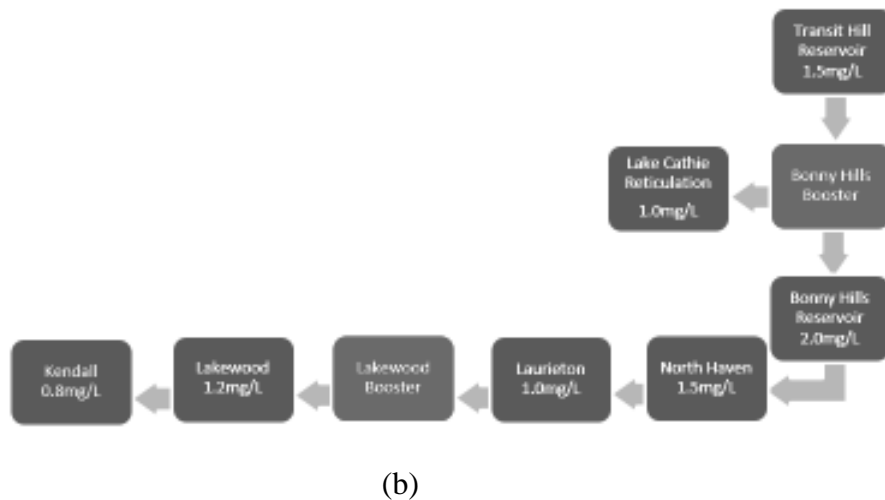 Transit Hill
Reservoir
1.5mg/L
Lake Cathie
Reticulation
1.0mg/L
Bonny Hills
Booster
Bonny Hills
Reservoir
2.0mg/L
Kendall
0.8mg/L
Lakewood
1.2mg/L
Lakewood
Booster
Laurieton
1.0mg/L
North Haven
1.5mg/L
(b)